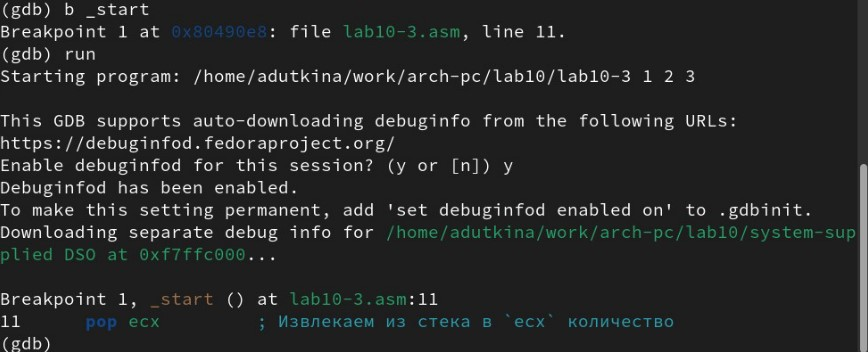 (gdb) b _start
Breakpoint 1 at 0x80490e8: file lab10-3.asm, line 11.
(gdb) run
Starting program: /home/adutkina/work/arch-pc/lab10/lab10-3 1 2 3
This GDB supports auto-downloading debuginfo from the following URLs:
https://debuginfod.fedoraproject.org/
Enable debuginfod for this session? (y or [n]) y
Debuginfod has been enabled.
To make this setting permanent, add 'set debuginfod enabled on' to .gdbinit.
Downloading separate debug info for /home/adutkina/work/arch-pc/lab10/system-sup
plied DSO at 0xf7ffc000...
Breakpoint 1, _start () at lab10-3.asm:11
11 pop ecx ; Извлекаем из стека в `ecx` количество
(gdb)